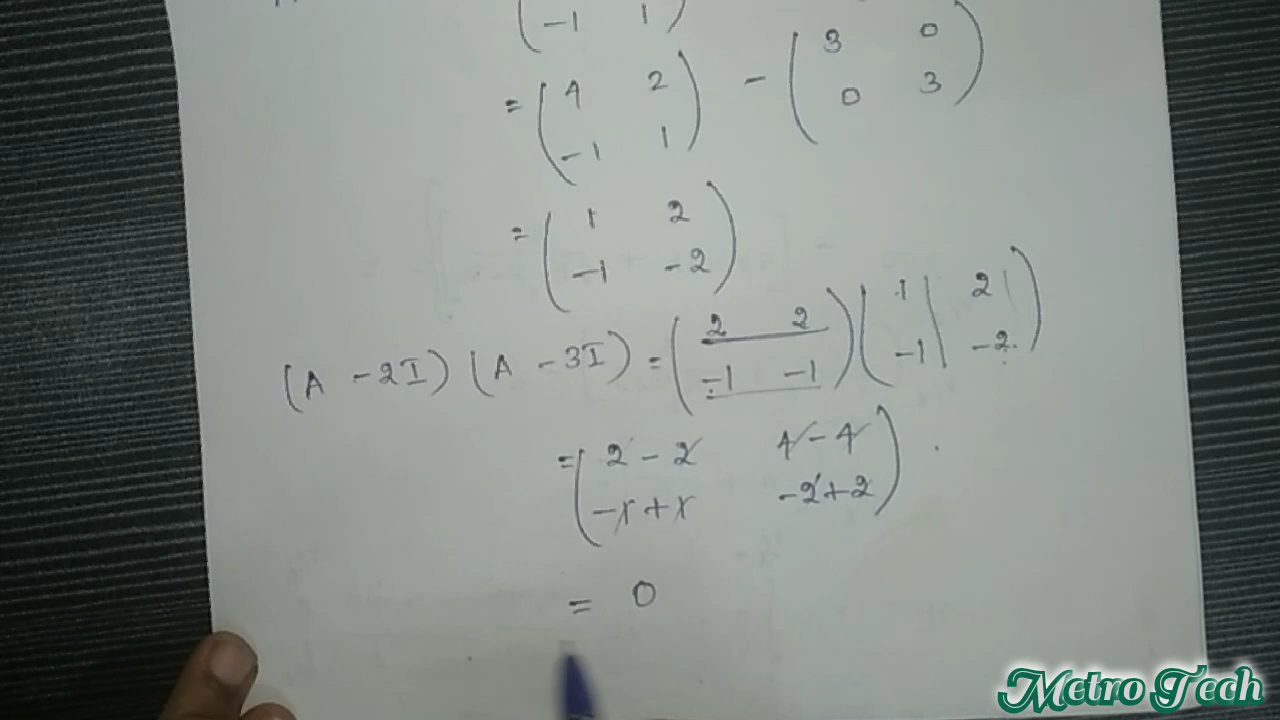 -1 1
= ( 4 2 ) - ( 3 0 )
( -1 1 ) ( 0 3 )
= ( 1 2 )
( -1 -2 )
(A - 2I) (A - 3I) = ( 2 2 ) ( 1 2 )
( -1 -1 ) ( -1 -2 )
= ( 2 - 2 4 - 4 )
( -1 + 1 -2 + 2 )
= 0
Metro Tech